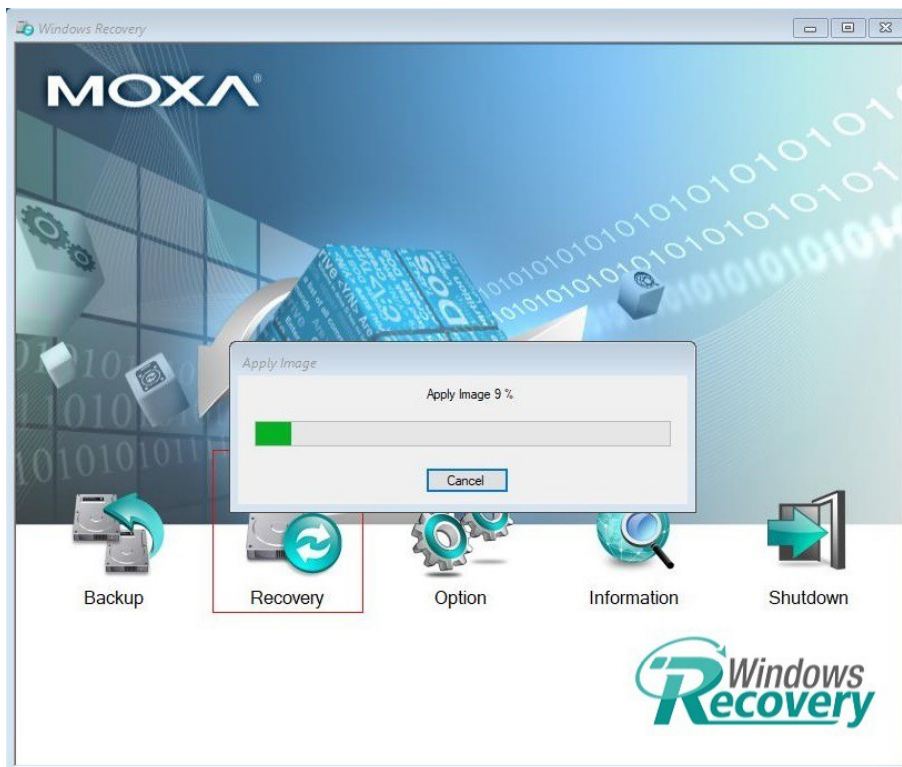 Windows Recovery
MOXA®
Apply Image
Apply Image 9 %
Cancel
Backup
Recovery
Option
Information
Shutdown
Windows
Recovery